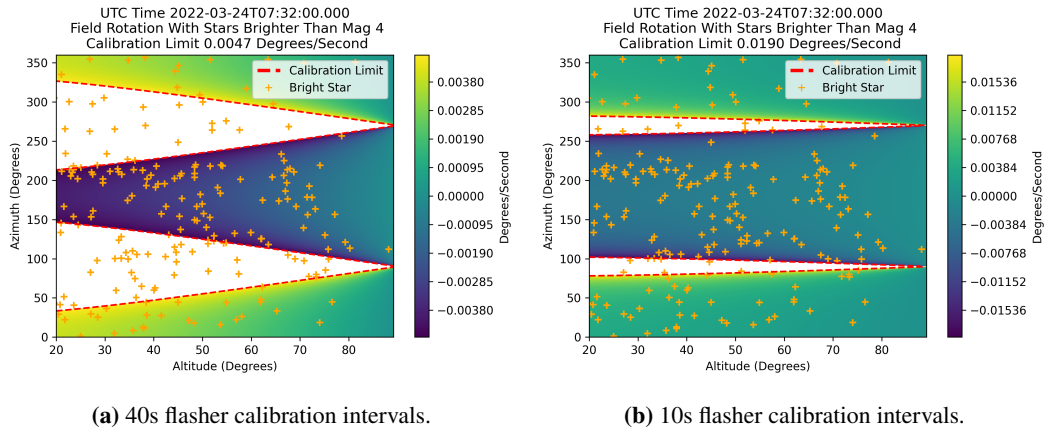 UTC Time 2022-03-24T07:32:00.000
Field Rotation With Stars Brighter Than Mag 4
Calibration Limit 0.0047 Degrees/Second
350
300
250
200
150
100
50
0
Azimuth (Degrees)
20
30
40
50
60
70
80
Altitude (Degrees)
Calibration Limit
Bright Star
0.00380
0.00285
0.00190
0.00095
0.00000
−0.00095
−0.00190
−0.00285
−0.00380
Degrees/Second
(a) 40s flasher calibration intervals.
UTC Time 2022-03-24T07:32:00.000
Field Rotation With Stars Brighter Than Mag 4
Calibration Limit 0.0190 Degrees/Second
350
300
250
200
150
100
50
0
Azimuth (Degrees)
20
30
40
50
60
70
80
Altitude (Degrees)
Calibration Limit
Bright Star
0.01536
0.01152
0.00768
0.00384
0.00000
−0.00384
−0.00768
−0.01152
−0.01536
Degrees/Second
(b) 10s flasher calibration intervals.